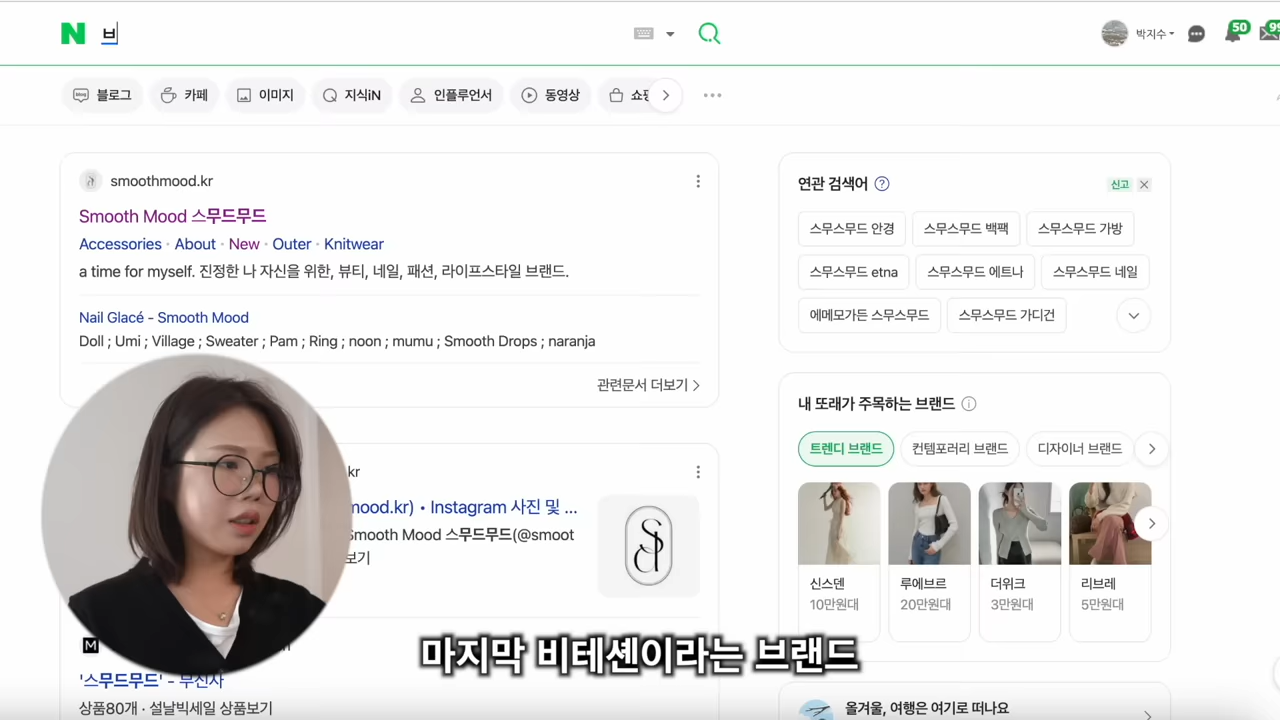 N 브
박지수
50
99
블로그
카페
이미지
지식iN
인플루언서
동영상
smoothmood.kr
Smooth Mood 스무드무드
Accessories · About · New · Outer · Knitwear
a time for myself. 진정한 나 자신을 위한, 뷰티, 네일, 패션, 라이프스타일 브랜드.
Nail Glacé - Smooth Mood
Doll ; Umi ; Village ; Sweater ; Pam ; Ring ; noon ; mumu ; Smooth Drops ; naranja
관련문서 더보기
kr
mood.kr) • Instagram 사진 및 ...
Smooth Mood 스무드무드(@smoot
보기
M
'스무드무드' - 무신사
상품80개 · 설날빅세일 상품보기
연관 검색어 ?
신고
스무스무드 안경
스무스무드 백팩
스무스무드 가방
스무스무드 etna
스무스무드 에트나
스무스무드 네일
에메모가든 스무스무드
스무스무드 가디건
내 또래가 주목하는 브랜드
트렌디 브랜드
컨템포러리 브랜드
디자이너 브랜드
신스덴
10만원대
루에브르
20만원대
더위크
3만원대
리브레
5만원대
올겨울, 여행은 여기로 떠나요
마지막 비테셴이라는 브랜드